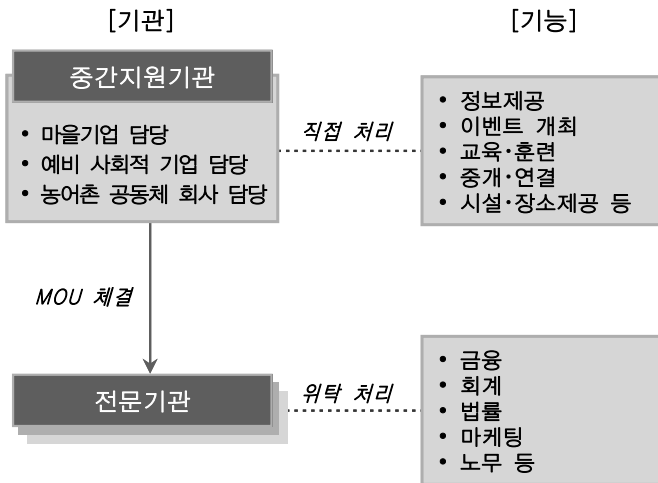 [기관]
[기능]
중간지원기관
• 마을기업 담당
• 예비 사회적 기업 담당
• 농어촌 공동체 회사 담당
직접 처리
• 정보제공
• 이벤트 개최
• 교육·훈련
• 중개·연결
• 시설·장소제공 등
MOU 체결
전문기관
위탁 처리
• 금융
• 회계
• 법률
• 마케팅
• 노무 등